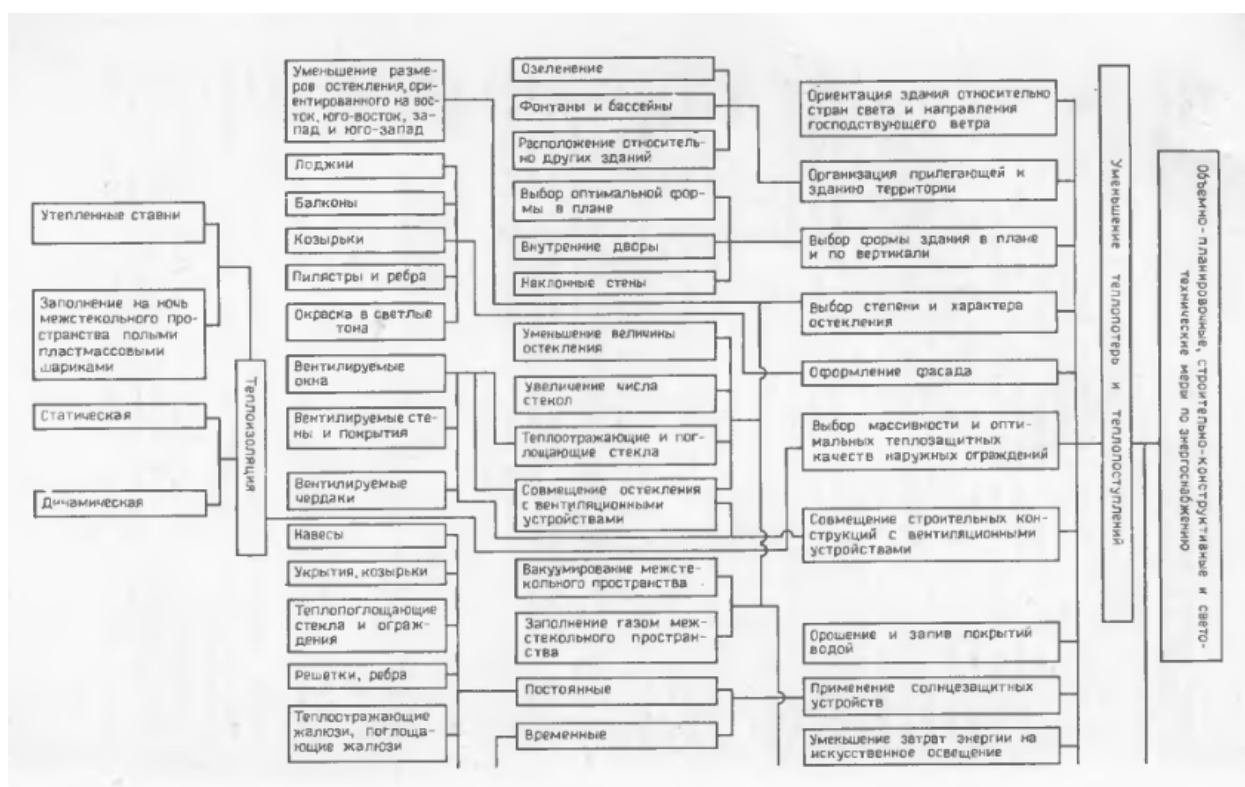 Утепленные ставни
Заполнение на ночь
межстекольного про-
странства полыми
пластмассовыми
шариками
Статическая
Динамическая
Теплоизоляция
Уменьшение разме-
ров остекления, ори-
ентированного на вос-
ток, юго-восток, за-
пад и юго-запад
Лоджии
Балконы
Козырьки
Пилястры и ребра
Окраска в светлые
тона
Вентилируемые
окна
Вентилируемые сте-
ны и покрытия
Вентилируемые
чердаки
Навесы
Укрытия, козырьки
Теплопоглощающие
стекла и ограж-
дения
Решетки, ребра
Теплоотражающие
жалюзи, поглоща-
ющие жалюзи
Озеленение
Фонтаны и бассейны
Расположение относитель-
но других зданий
Выбор оптимальной фор-
мы в плане
Внутренние дворы
Наклонные стены
Уменьшение величины
остекления
Увеличение числа
стекол
Теплоотражающие и пог-
лощающие стекла
Совмещение остекления
с вентиляционными
устройствами
Вакуумирование межсте-
кольного пространства
Заполнение газом меж-
стекольного простран-
ства
Постоянные
Временные
Ориентация здания относительно
стран света и направления
господствующего ветра
Организация прилегающей к
зданию территории
Выбор формы здания в плане
и по вертикали
Выбор степени и характера
остекления
Оформление фасада
Выбор массивности и опти-
мальных теплозащитных
качеств наружных ограждений
Совмещение строительных кон-
струкций с вентиляционными
устройствами
Орошение и залив покрытий
водой
Применение солнцезащитных
устройств
Уменьшение затрат энергии на
искусственное освещение
Уменьшение теплопотерь и теплопоступлений
Объемно-планировочные, строительно-конструктивные и свето-
технические меры по энергоснабжению